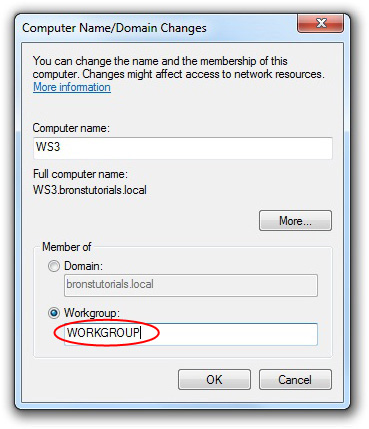 Computer Name/Domain Changes
You can change the name and the membership of this
computer. Changes might affect access to network resources.
More information
Computer name:
WS3
Full computer name:
WS3.bronstutorials.local
More...
Member of
Domain:
bronstutorials.local
Workgroup:
WORKGROUP
OK Cancel